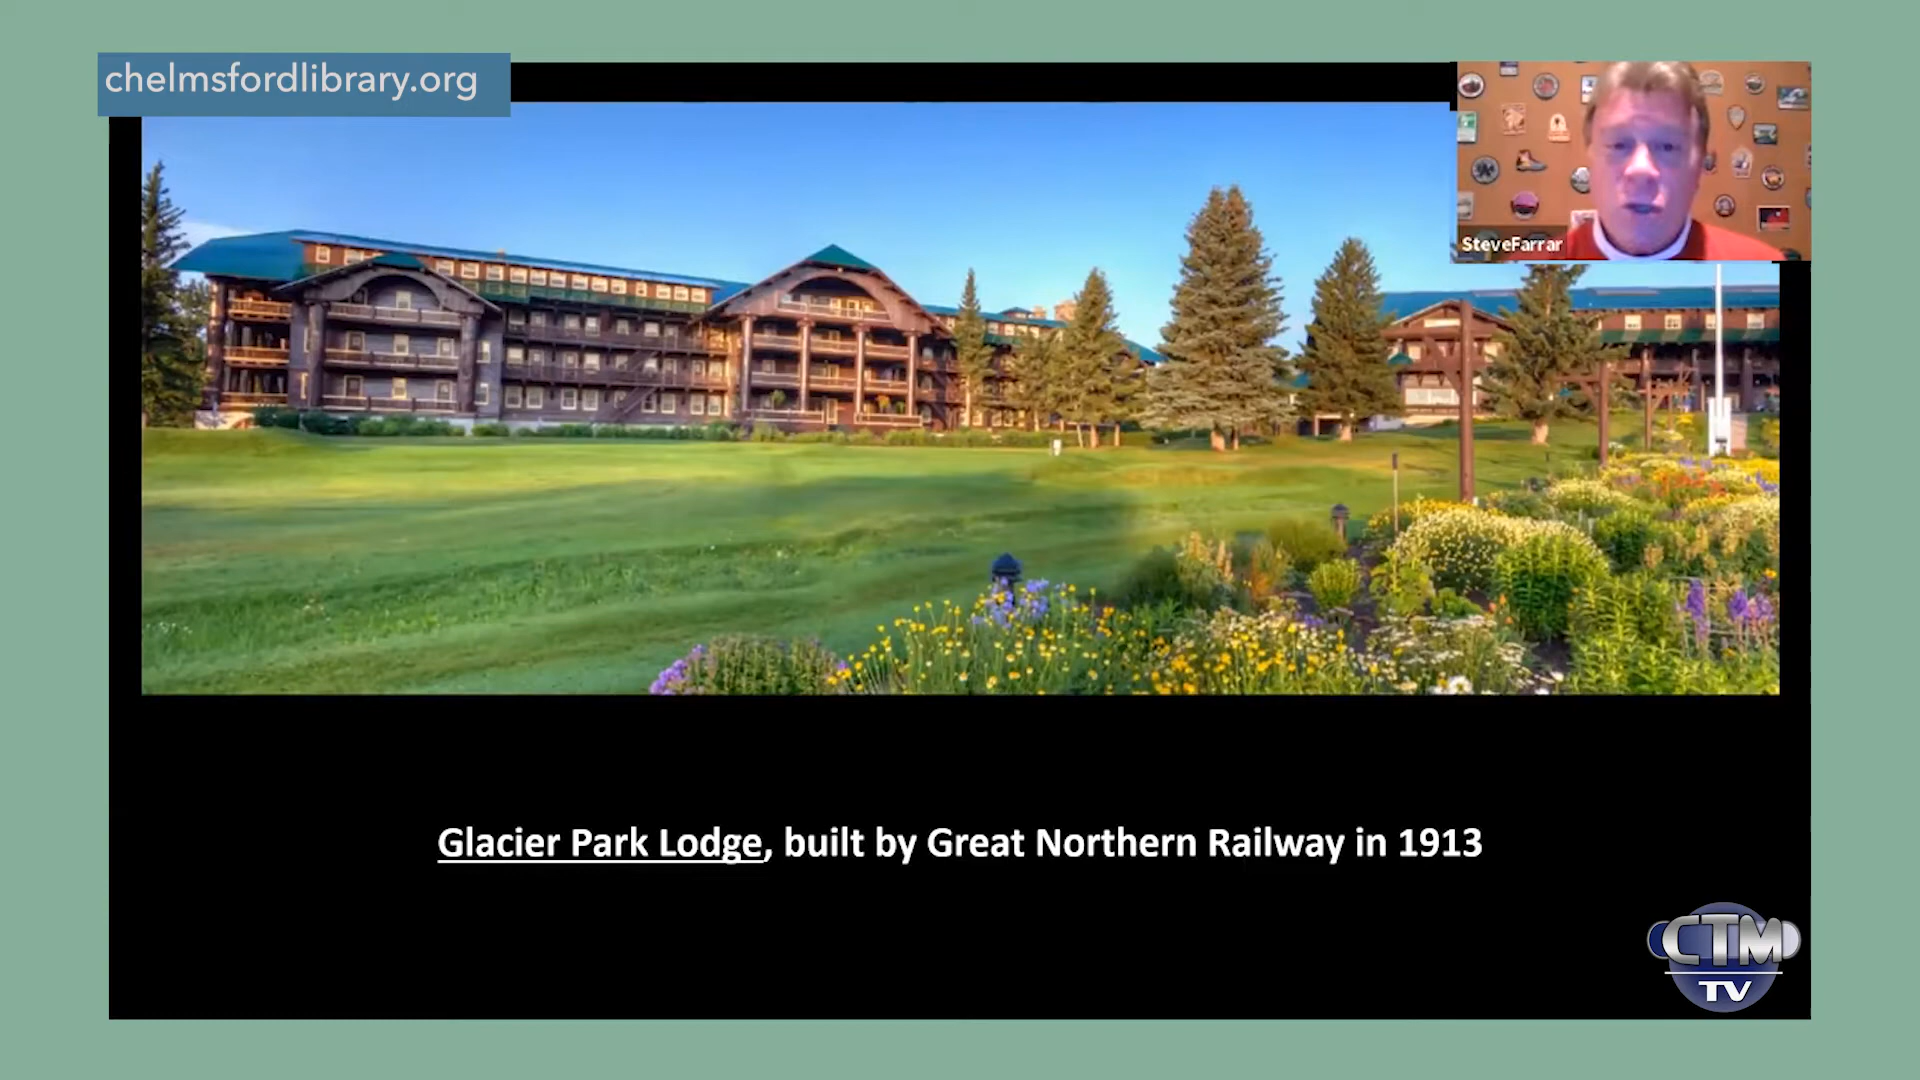 chelmsfordlibrary.org
SteveFarrar
Glacier Park Lodge, built by Great Northern Railway in 1913
CTM
TV